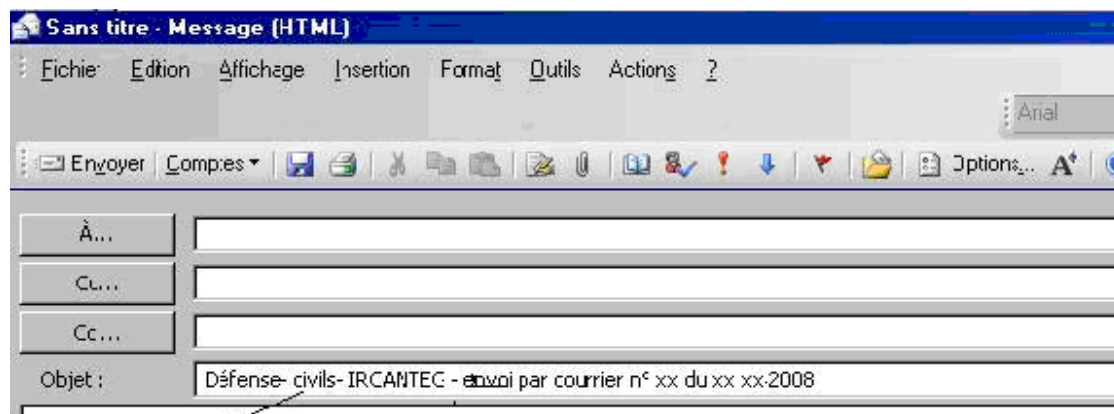 Sans titre - Message (HTML)
Fichier Edition Affichage Insertion Format Outils Actions ?
Arial
Envoyer Comptes Options... A
À...
Cc...
Cc...
Objet :
Défense- civils- IRCANTEC - envoi par courrier n° xx du xx xx-2008